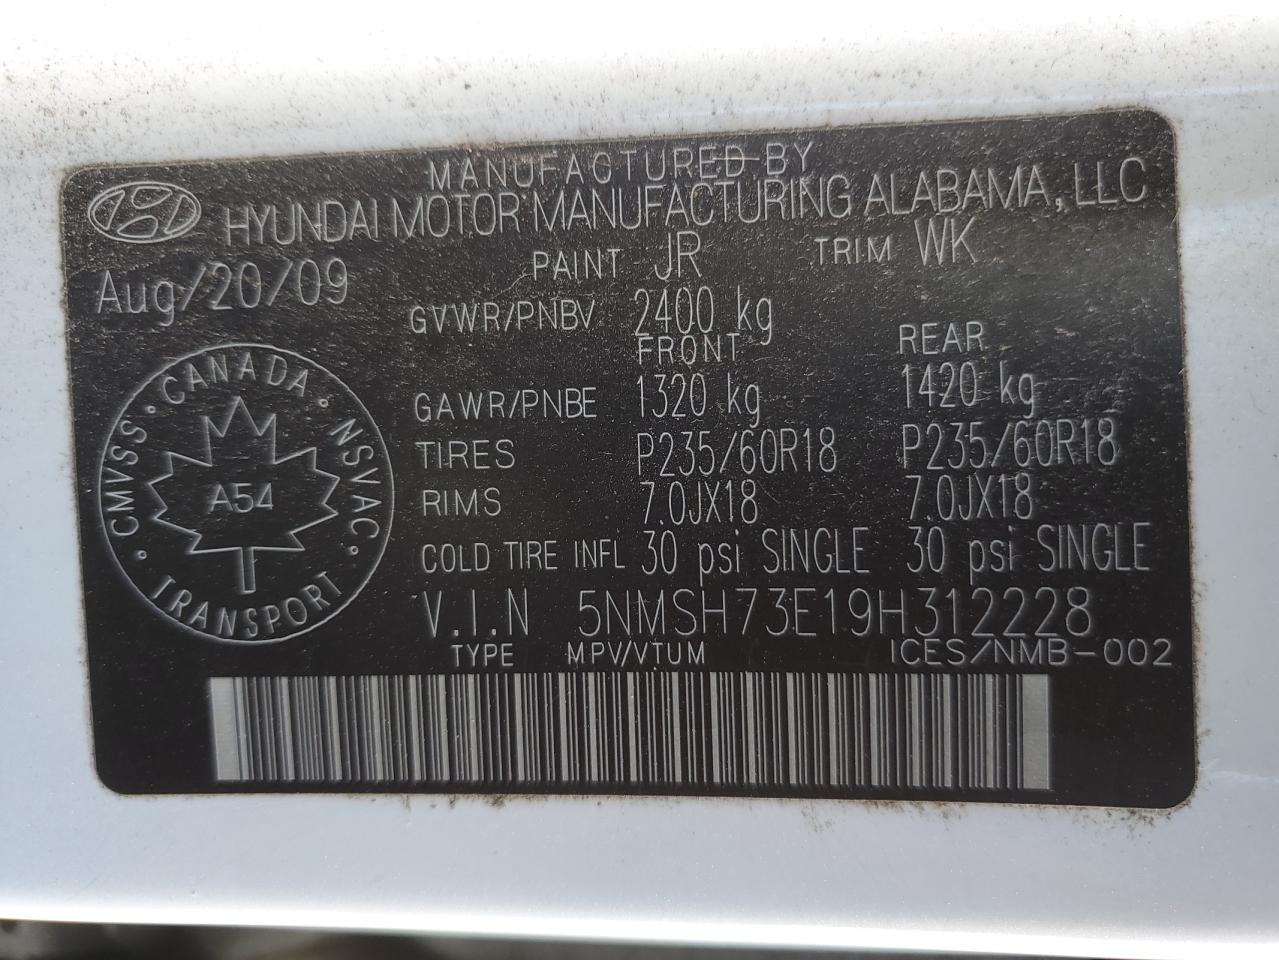 MANUFACTURED BY
HYUNDAI MOTOR MANUFACTURING ALABAMA, LLC
Aug/20/09 PAINT JR TRIM WK
GVWR/PNBV 2400 kg
FRONT REAR
GAWR/PNBE 1320 kg 1420 kg
TIRES P235/60R18 P235/60R18
RIMS 7.0JX18 7.0JX18
COLD TIRE INFL 30 psi SINGLE 30 psi SINGLE
V.I.N 5NMSH73E19H312228
TYPE MPV/VTUM ICES/NMB-002
CMVSS · CANADA · NSVAC · TRANSPORT ·
A54